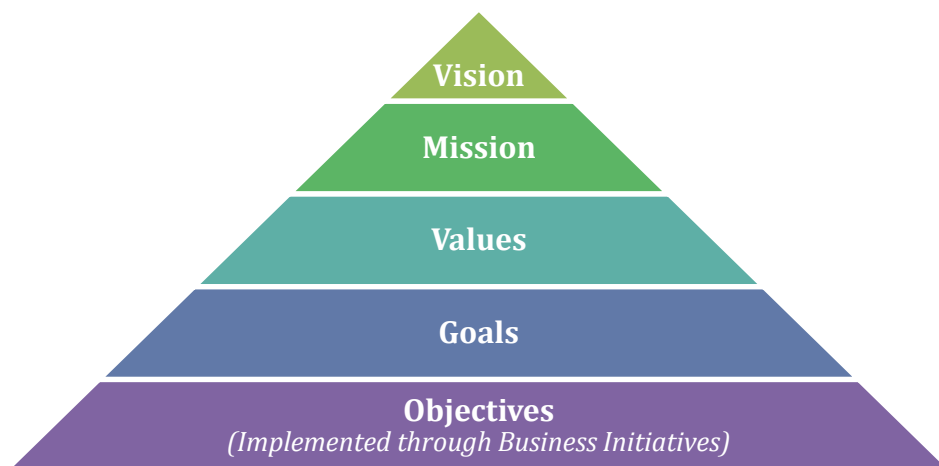 Vision
Mission
Values
Goals
Objectives
(Implemented through Business Initiatives)